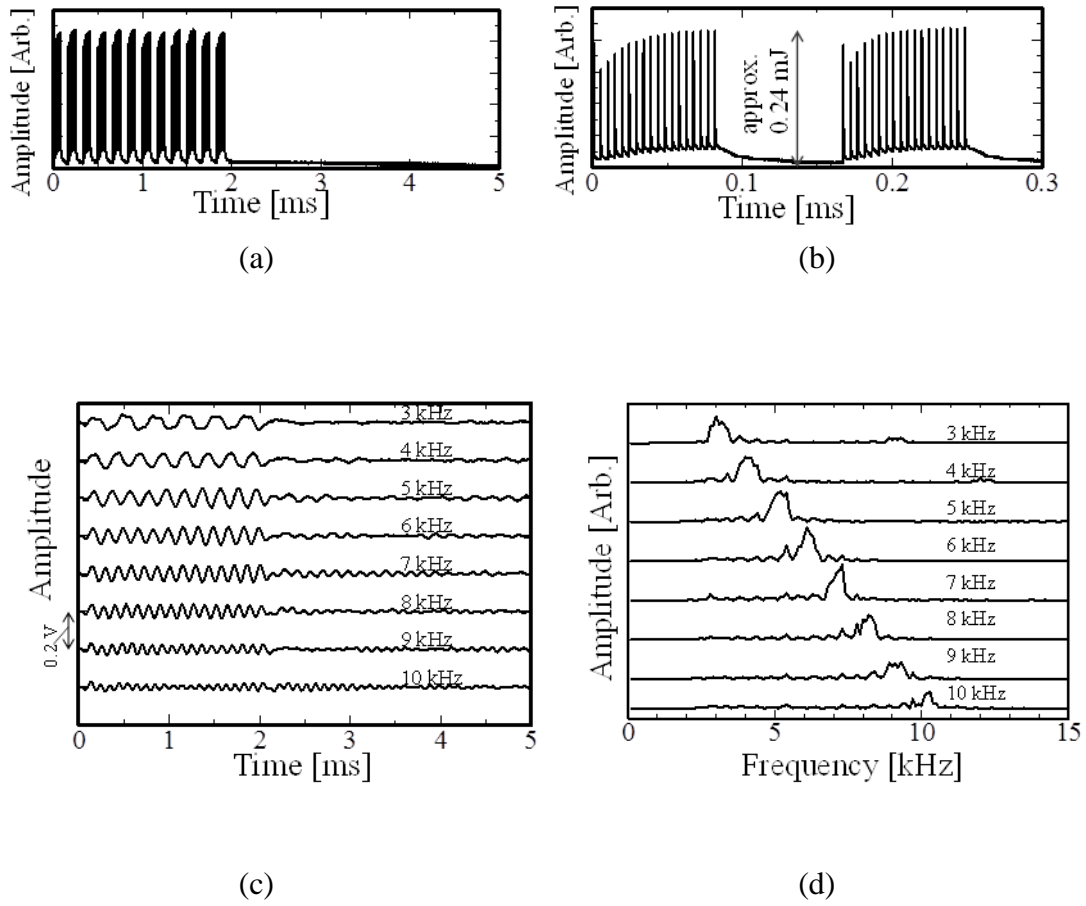 Amplitude [Arb.]
0 1 2 3 4 5
Time [ms]
(a)
Amplitude [Arb.]
approx.
0.24 mJ
0 0.1 0.2 0.3
Time [ms]
(b)
Amplitude
0.2 V
3 kHz
4 kHz
5 kHz
6 kHz
7 kHz
8 kHz
9 kHz
10 kHz
0 1 2 3 4 5
Time [ms]
(c)
Amplitude [Arb.]
3 kHz
4 kHz
5 kHz
6 kHz
7 kHz
8 kHz
9 kHz
10 kHz
0 5 10 15
Frequency [kHz]
(d)